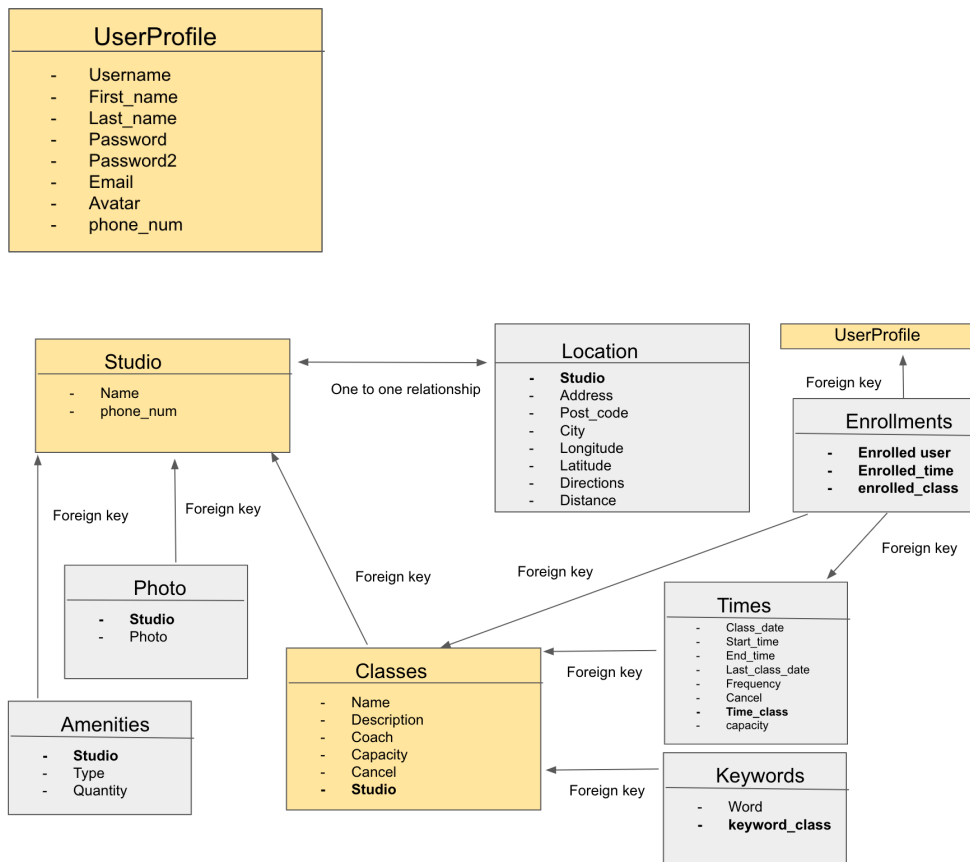 UserProfile
- Username
- First_name
- Last_name
- Password
- Password2
- Email
- Avatar
- phone_num
Studio
- Name
- phone_num
One to one relationship
Location
- Studio
- Address
- Post_code
- City
- Longitude
- Latitude
- Directions
- Distance
UserProfile
Foreign key
Enrollments
- Enrolled user
- Enrolled_time
- enrolled_class
Foreign key
Foreign key
Foreign key
Foreign key
Foreign key
Photo
- Studio
- Photo
Times
- Class_date
- Start_time
- End_time
- Last_class_date
- Frequency
- Cancel
- Time_class
- capacity
Foreign key
Classes
- Name
- Description
- Coach
- Capacity
- Cancel
- Studio
Amenities
- Studio
- Type
- Quantity
Foreign key
Keywords
- Word
- keyword_class